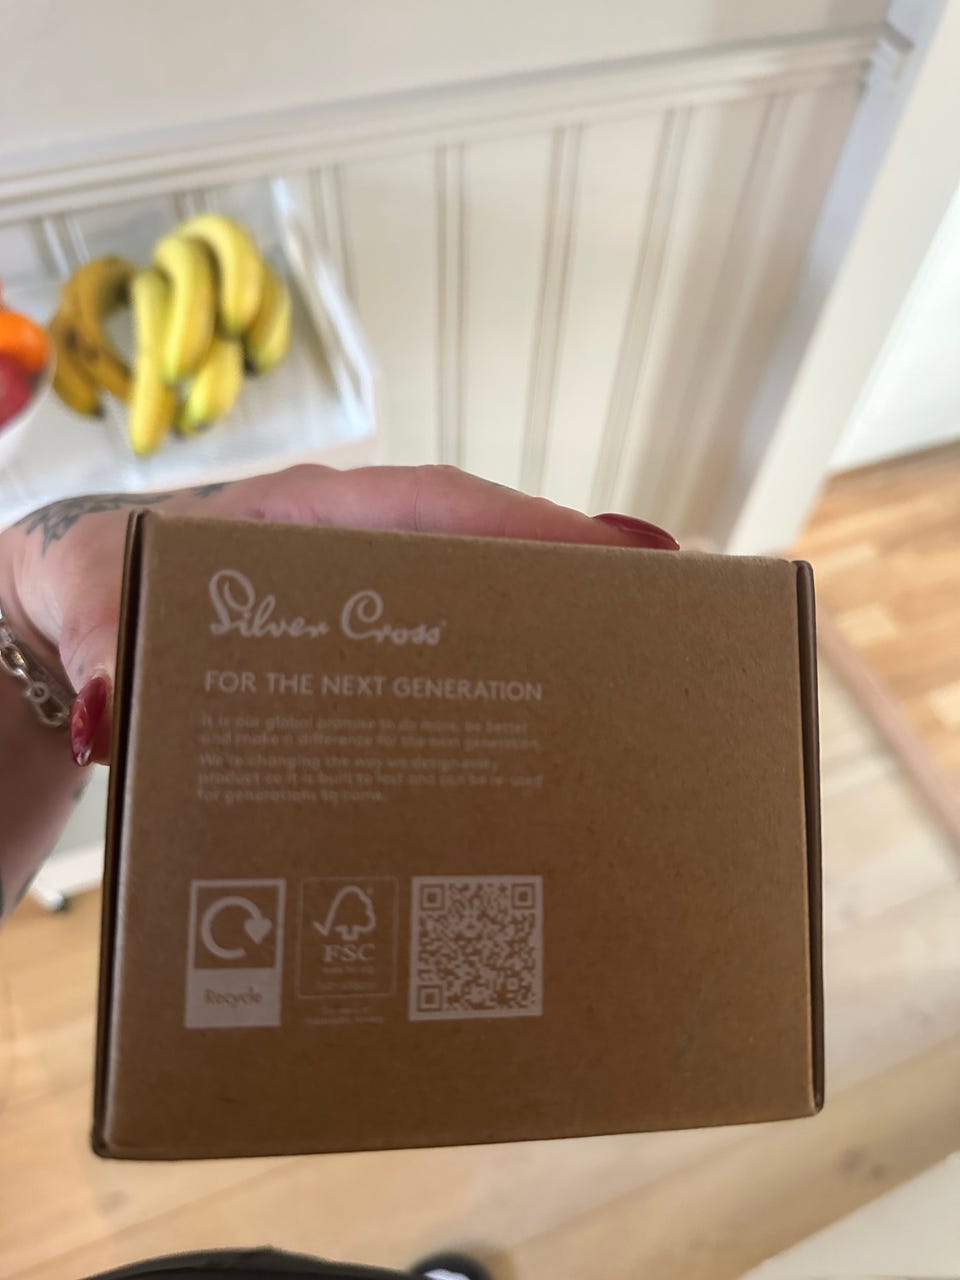 Silver Cross
FOR THE NEXT GENERATION
It is our global promise to do more, be better
and make a difference for the next generation.
We're changing the way we design every
product so it is built to last and can be re-used
for generations to come.
Recycle
FSC